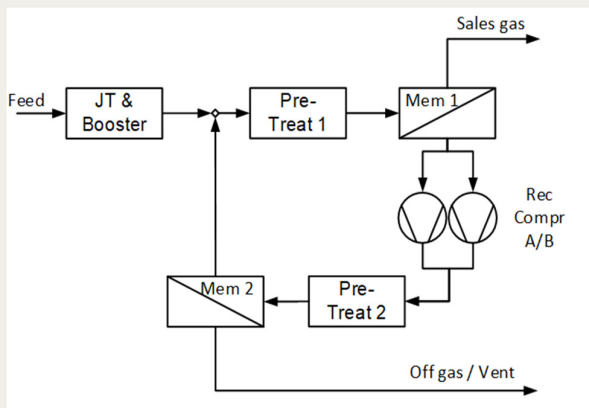 Sales gas
Feed
JT &
Booster
Pre-
Treat 1
Mem 1
Rec
Compr
A/B
Mem 2
Pre-
Treat 2
Off gas / Vent